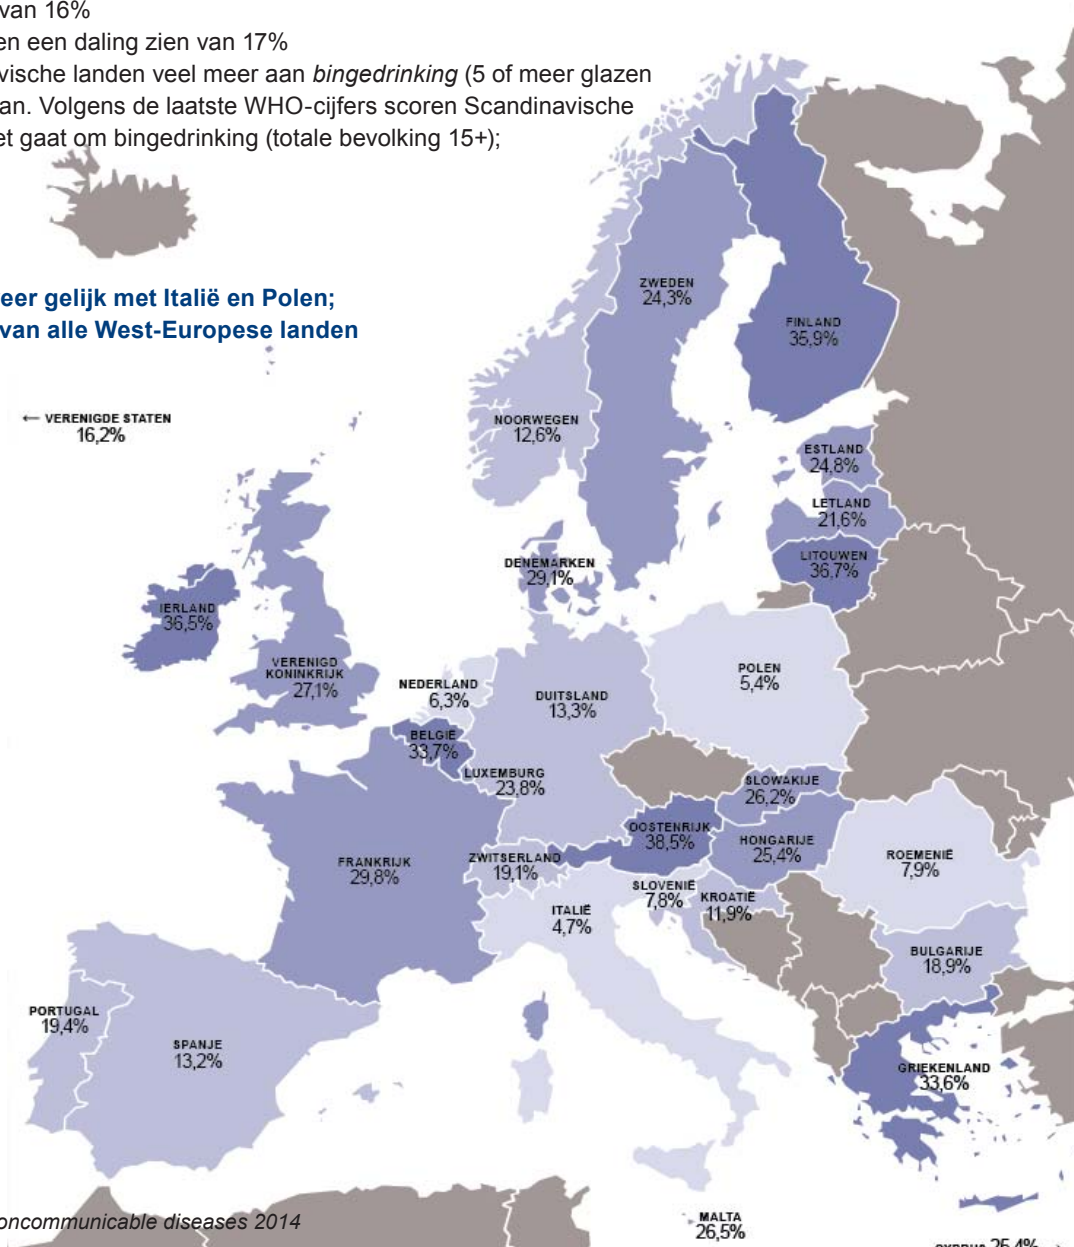 van 16%
en een daling zien van 17%
vische landen veel meer aan bingedrinking (5 of meer glazen
an. Volgens de laatste WHO-cijfers scoren Scandinavische
et gaat om bingedrinking (totale bevolking 15+);
eer gelijk met Italië en Polen;
van alle West-Europese landen
← VERENIGDE STATEN
16,2%
ZWEDEN
24,3%
FINLAND
35,9%
NOORWEGEN
12,6%
ESTLAND
24,8%
LETLAND
21,6%
LITOUWEN
36,7%
DENEMARKEN
29,1%
IERLAND
36,5%
VERENIGD
KONINKRIJK
27,1%
NEDERLAND
6,3%
DUITSLAND
13,3%
POLEN
5,4%
BELGIË
33,7%
LUXEMBURG
23,8%
SLOWAKIJE
26,2%
OOSTENRIJK
38,5%
HONGARIJE
25,4%
ROEMENIË
7,9%
FRANKRIJK
29,8%
ZWITSERLAND
19,1%
SLOVENIË
7,8%
KROATIË
11,9%
ITALIË
4,7%
BULGARIJE
18,9%
PORTUGAL
19,4%
SPANJE
13,2%
GRIEKENLAND
33,6%
MALTA
26,5%
oncommunicable diseases 2014